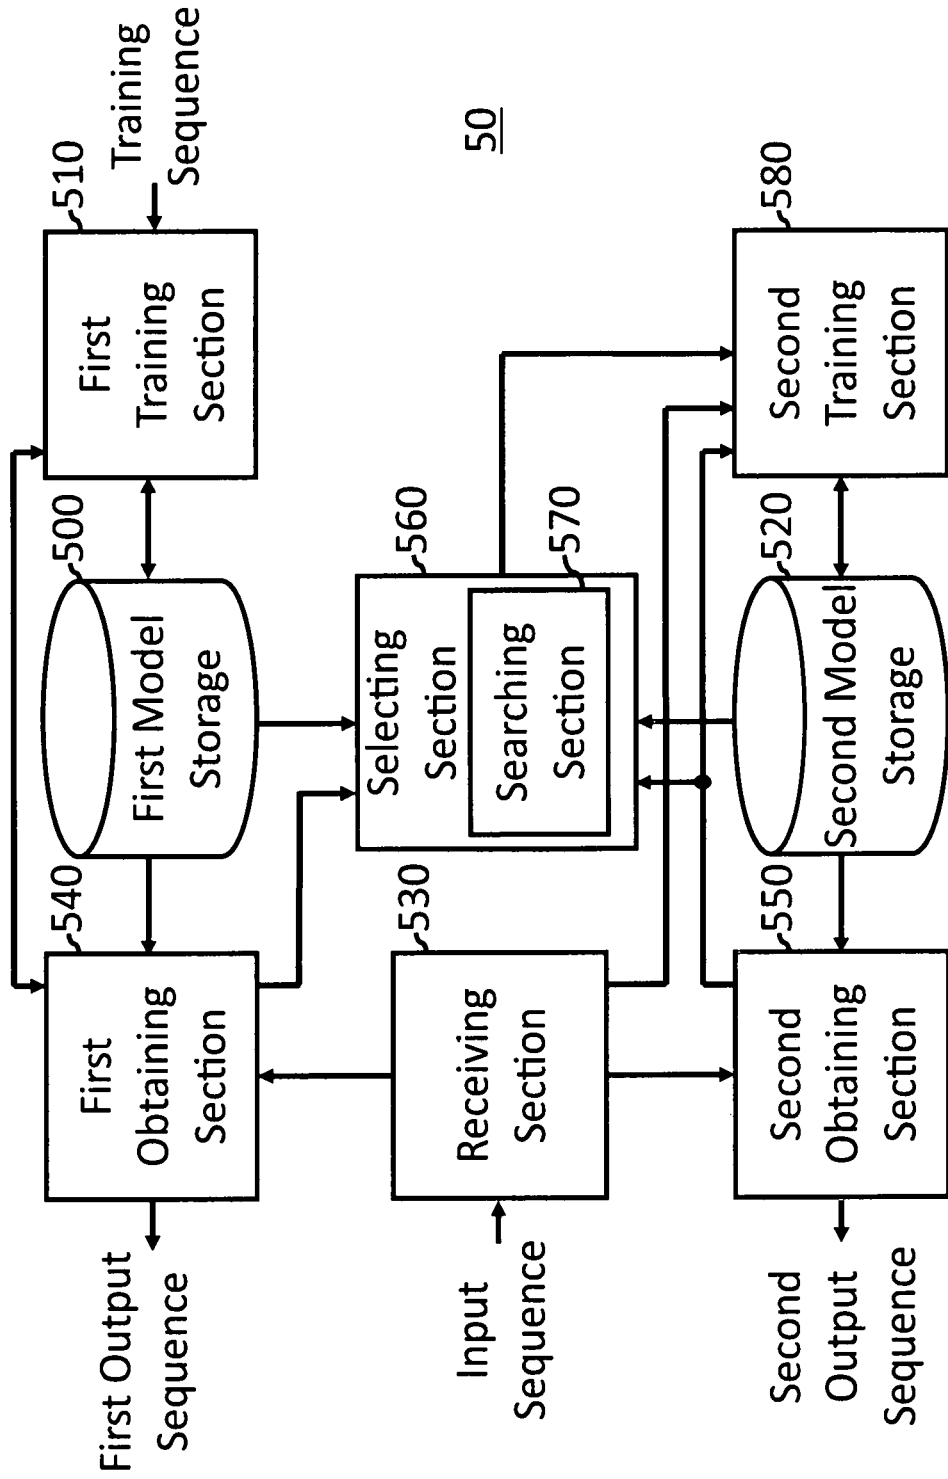 First Output
Sequence
540
First
Obtaining
Section
500
First Model
Storage
510
First
Training
Section
Training
Sequence
Input
Sequence
530
Receiving
Section
560
Selecting
Section
570
Searching
Section
50
Second
Output
Sequence
550
Second
Obtaining
Section
520
Second Model
Storage
580
Second
Training
Section